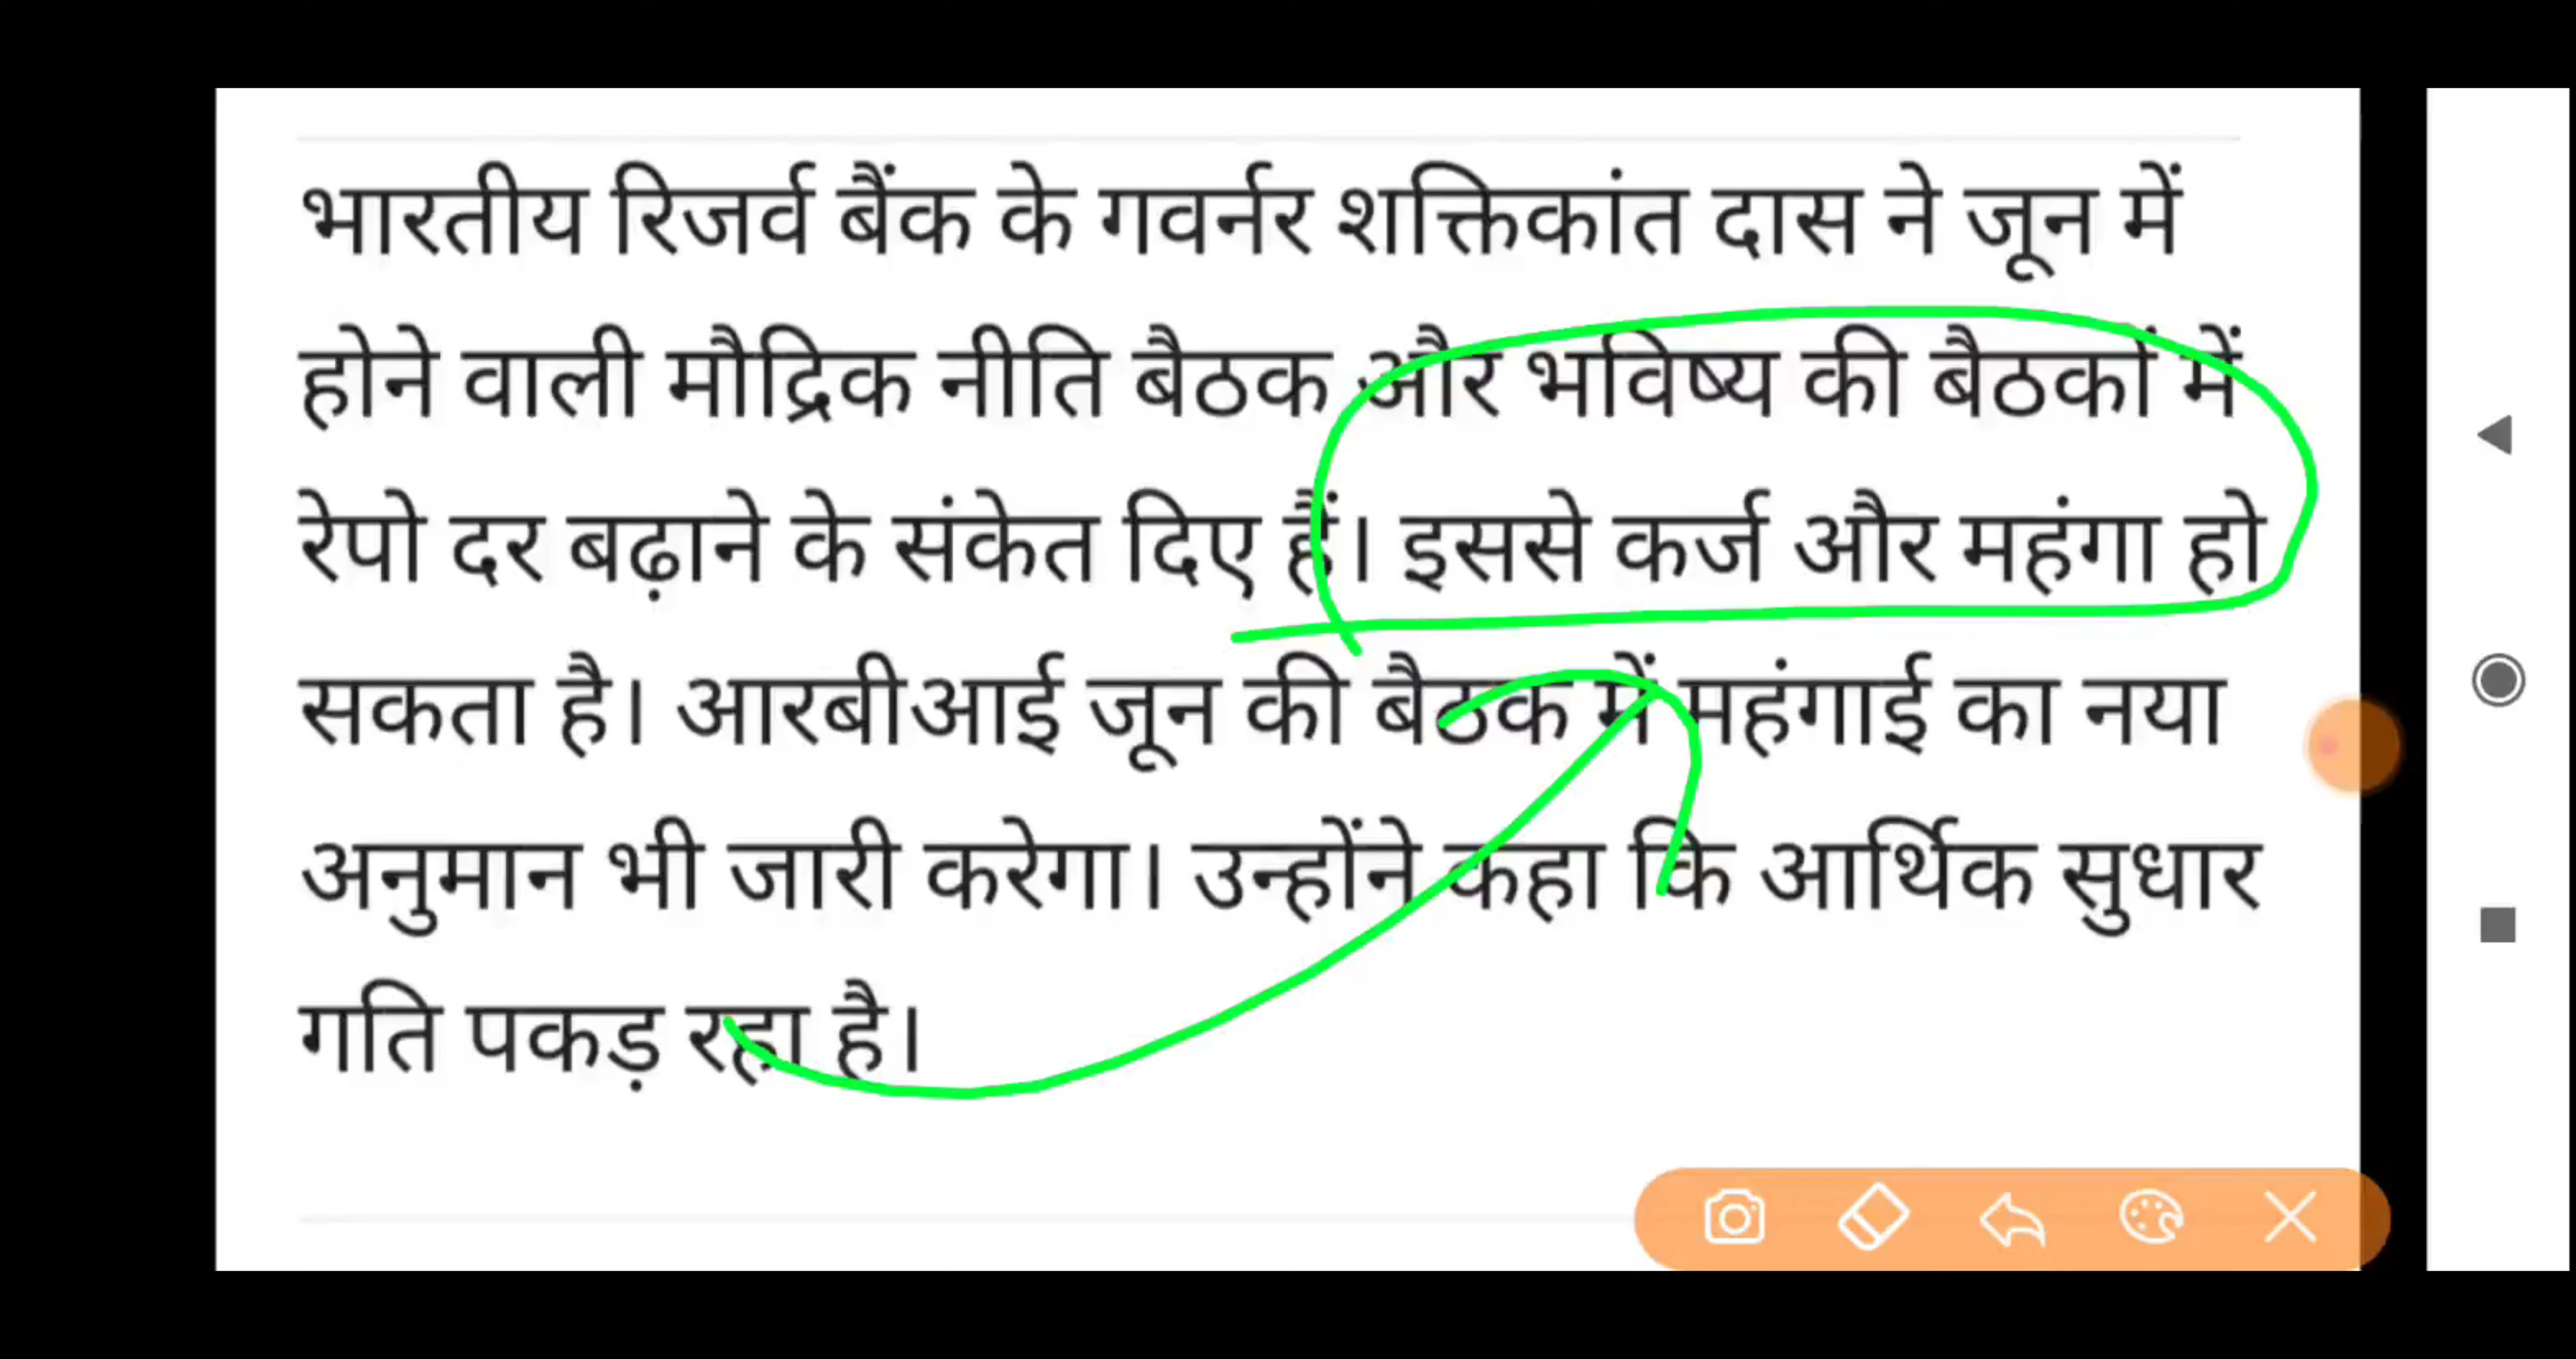 भारतीय रिजर्व बैंक के गवर्नर शक्तिकांत दास ने जून में
होने वाली मौद्रिक नीति बैठक और भविष्य की बैठकों में
रेपो दर बढ़ाने के संकेत दिए हैं। इससे कर्ज और महंगा हो
सकता है। आरबीआई जून की बैठक में महंगाई का नया
अनुमान भी जारी करेगा। उन्होंने कहा कि आर्थिक सुधार
गति पकड़ रहा है।